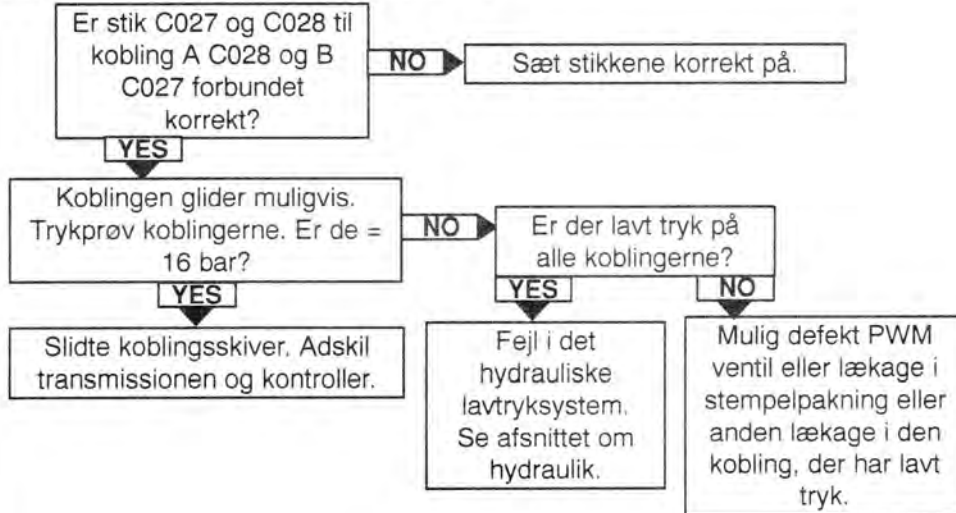 Er stik C027 og C028 til
kobling A C028 og B
C027 forbundet
korrekt?
NO
Sæt stikkene korrekt på.
YES
Koblingen glider muligvis.
Trykprøv koblingerne. Er de =
16 bar?
NO
Er der lavt tryk på
alle koblingerne?
YES
Slidte koblingsskiver. Adskil
transmissionen og kontroller.
YES
Fejl i det
hydrauliske
lavtryksystem.
Se afsnittet om
hydraulik.
NO
Mulig defekt PWM
ventil eller lækage i
stempelpakning eller
anden lækage i den
kobling, der har lavt
tryk.